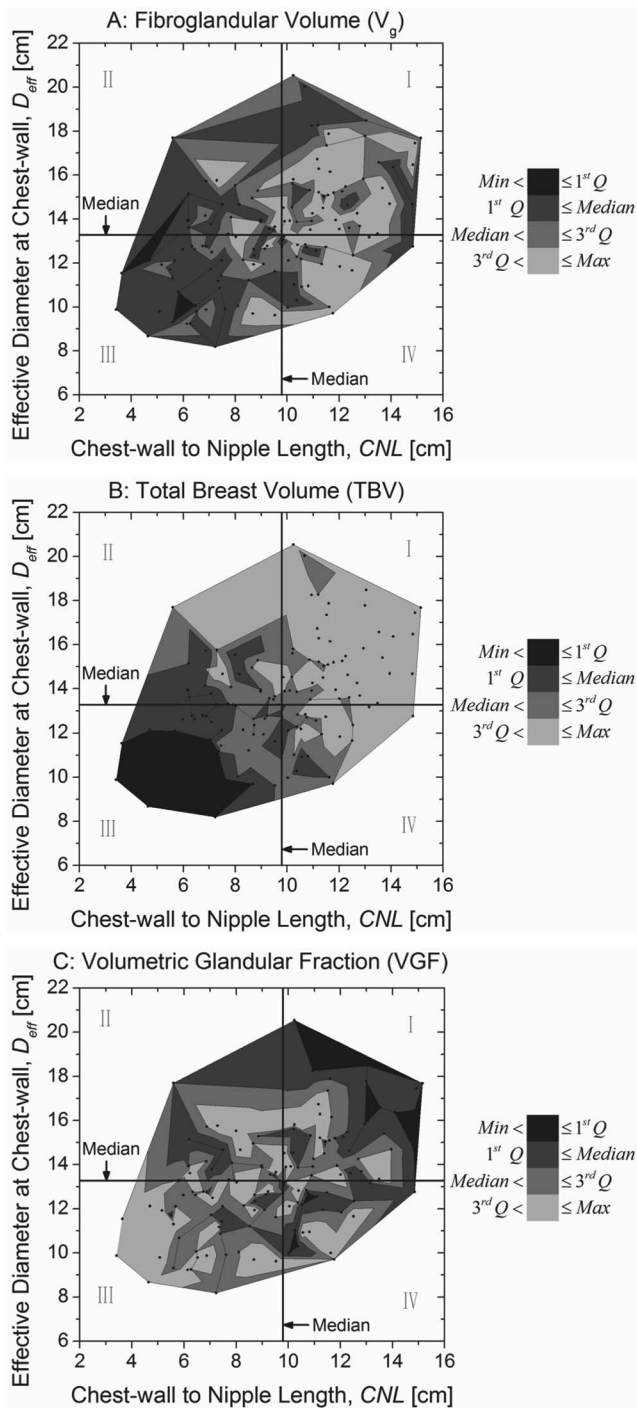 A: Fibroglandular Volume (Vg)
Effective Diameter at Chest-wall, Deff [cm]
22
20
18
16
14
12
10
8
6
II
I
Median
III
IV
Median
2 4 6 8 10 12 14 16
Chest-wall to Nipple Length, CNL [cm]
Min < ≤ 1st Q
1st Q ≤ Median
Median < ≤ 3rd Q
3rd Q < ≤ Max
B: Total Breast Volume (TBV)
Effective Diameter at Chest-wall, Deff [cm]
22
20
18
16
14
12
10
8
6
II
I
Median
III
IV
Median
2 4 6 8 10 12 14 16
Chest-wall to Nipple Length, CNL [cm]
Min < ≤ 1st Q
1st Q ≤ Median
Median < ≤ 3rd Q
3rd Q < ≤ Max
C: Volumetric Glandular Fraction (VGF)
Effective Diameter at Chest-wall, Deff [cm]
22
20
18
16
14
12
10
8
6
II
I
Median
III
IV
Median
2 4 6 8 10 12 14 16
Chest-wall to Nipple Length, CNL [cm]
Min < ≤ 1st Q
1st Q ≤ Median
Median < ≤ 3rd Q
3rd Q < ≤ Max